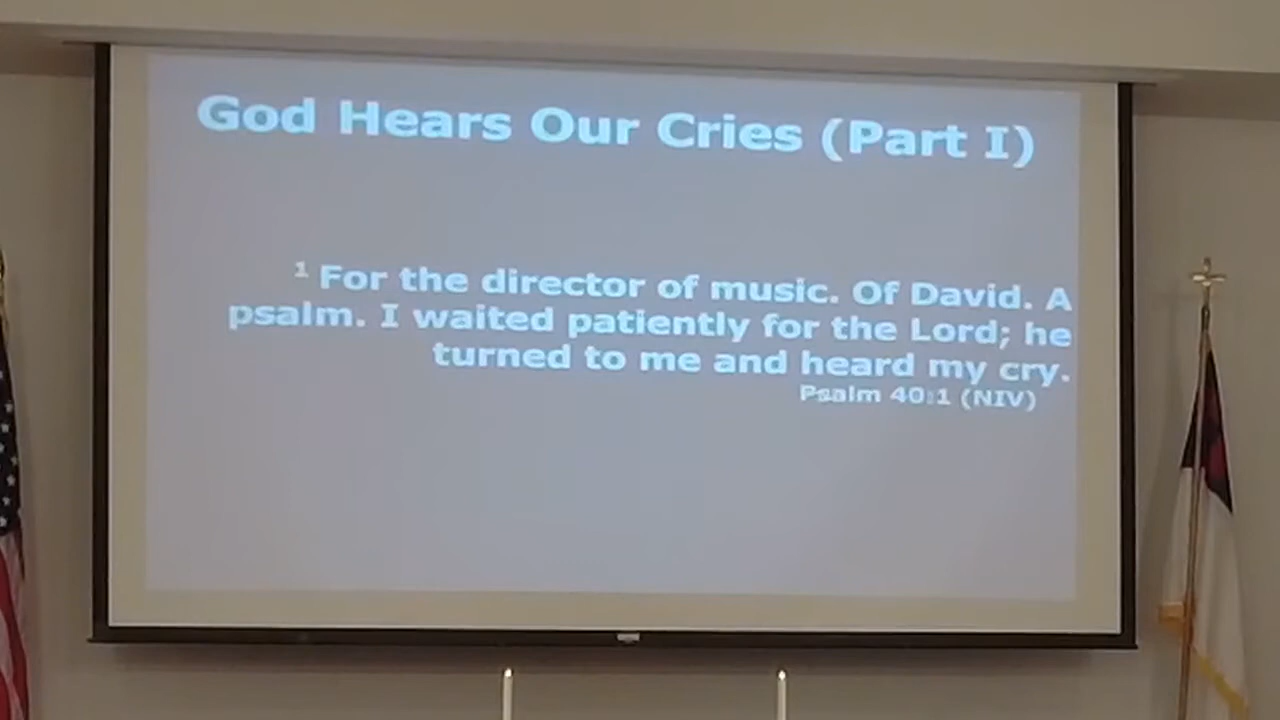 God Hears Our Cries (Part I)
1 For the director of music. Of David. A
psalm. I waited patiently for the Lord; he
turned to me and heard my cry.
Psalm 40:1 (NIV)